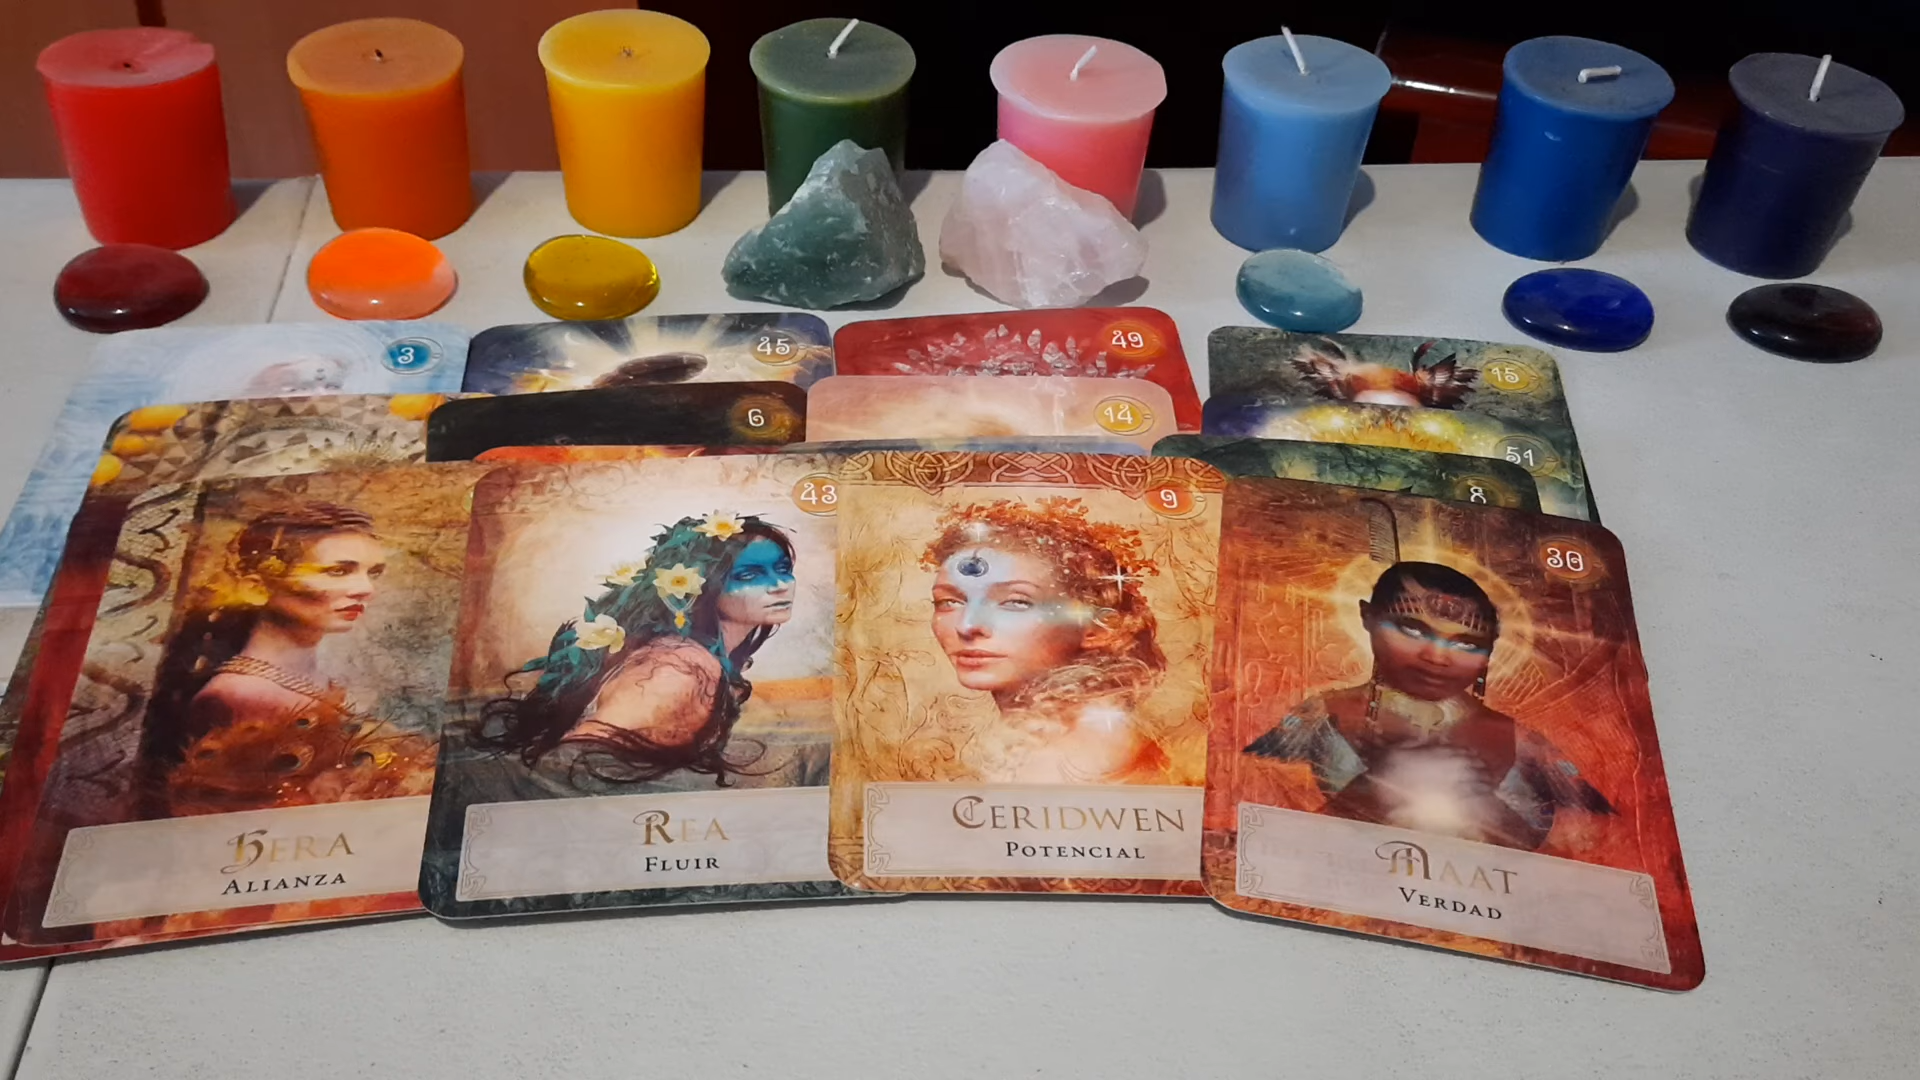 3
45
49
15
6
14
51
8
43
9
30
Hera
Alianza
Rea
Fluir
Ceridwen
Potencial
Maat
Verdad